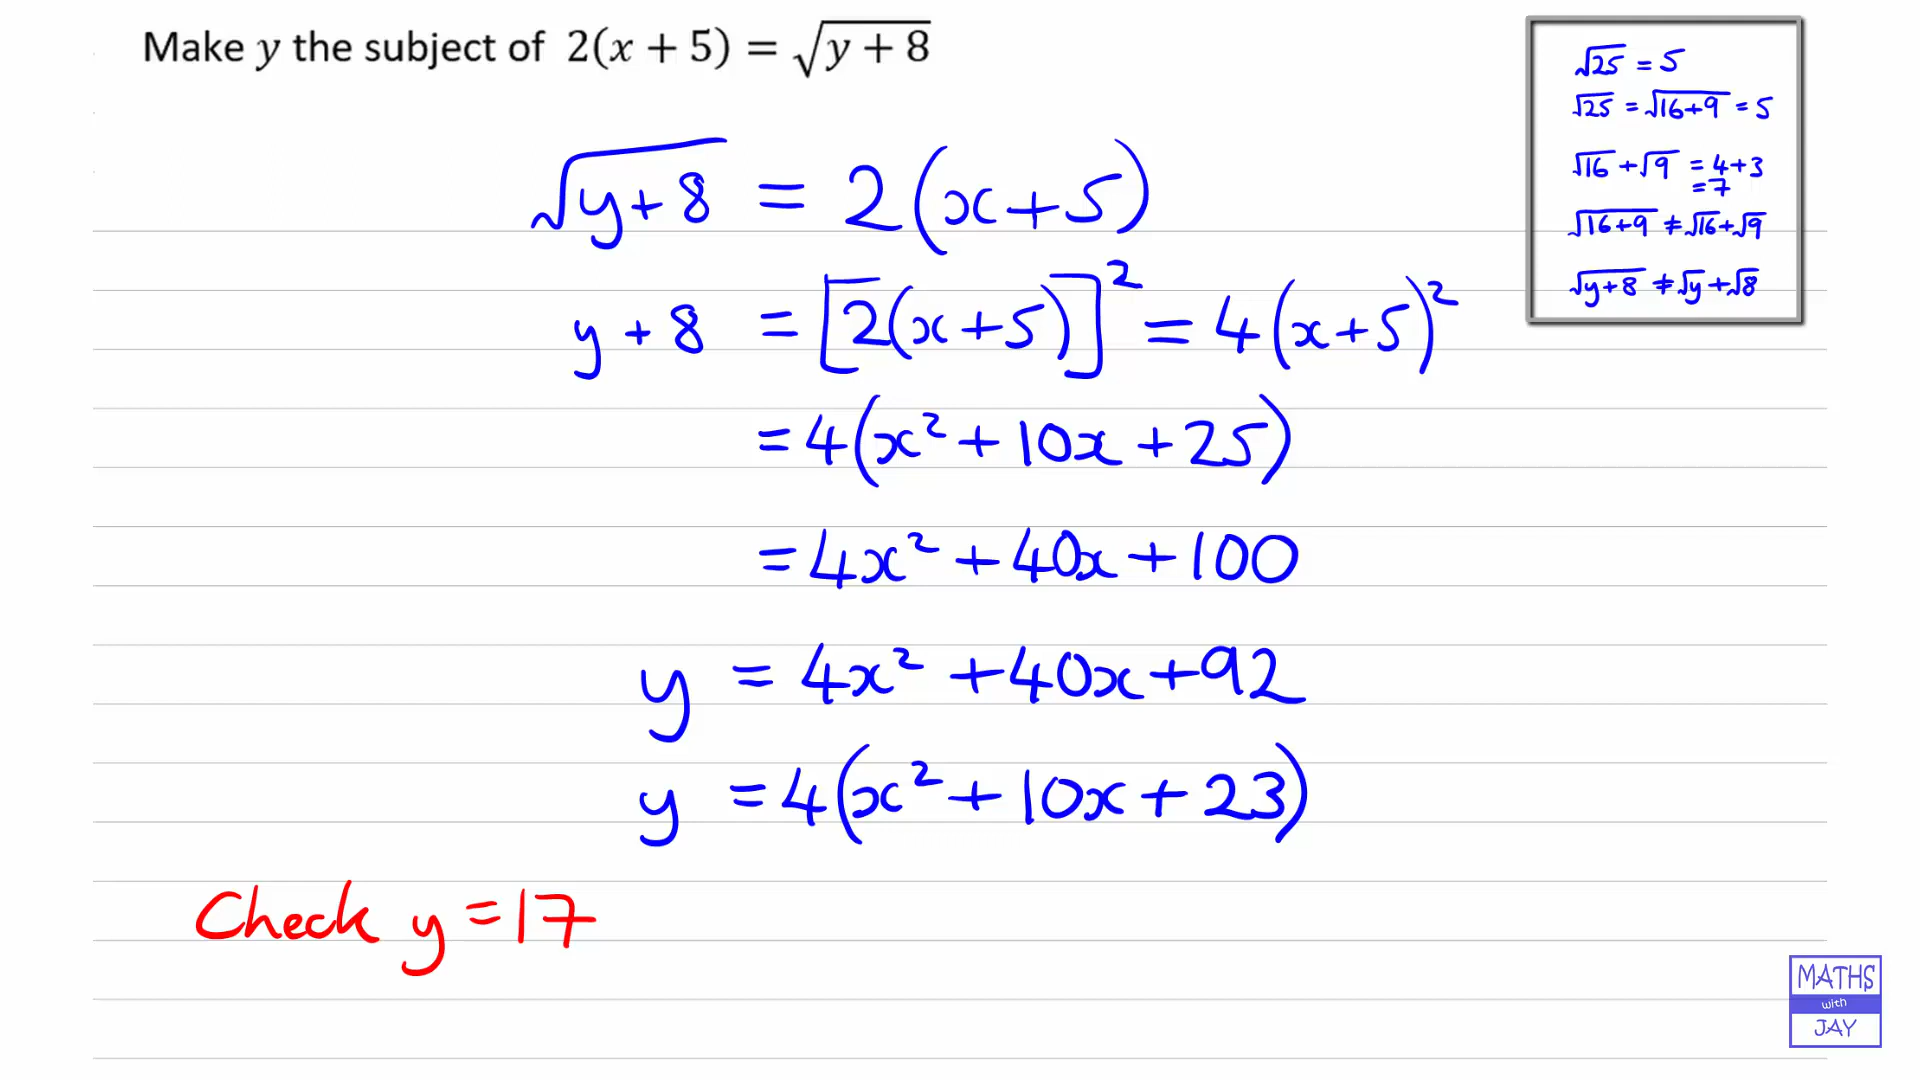 Make y the subject of 2(x + 5) = √(y + 8)
√25 = 5
√25 = √(16+9) = 5
√16 + √9 = 4+3
= 7
√(16+9) ≠ √16+√9
√(y+8) ≠ √y+√8
√(y+8) = 2(x+5)
y+8 = [2(x+5)]² = 4(x+5)²
= 4(x² + 10x + 25)
= 4x² + 40x + 100
y = 4x² + 40x + 92
y = 4(x² + 10x + 23)
Check y = 17
MATHS
with
JAY